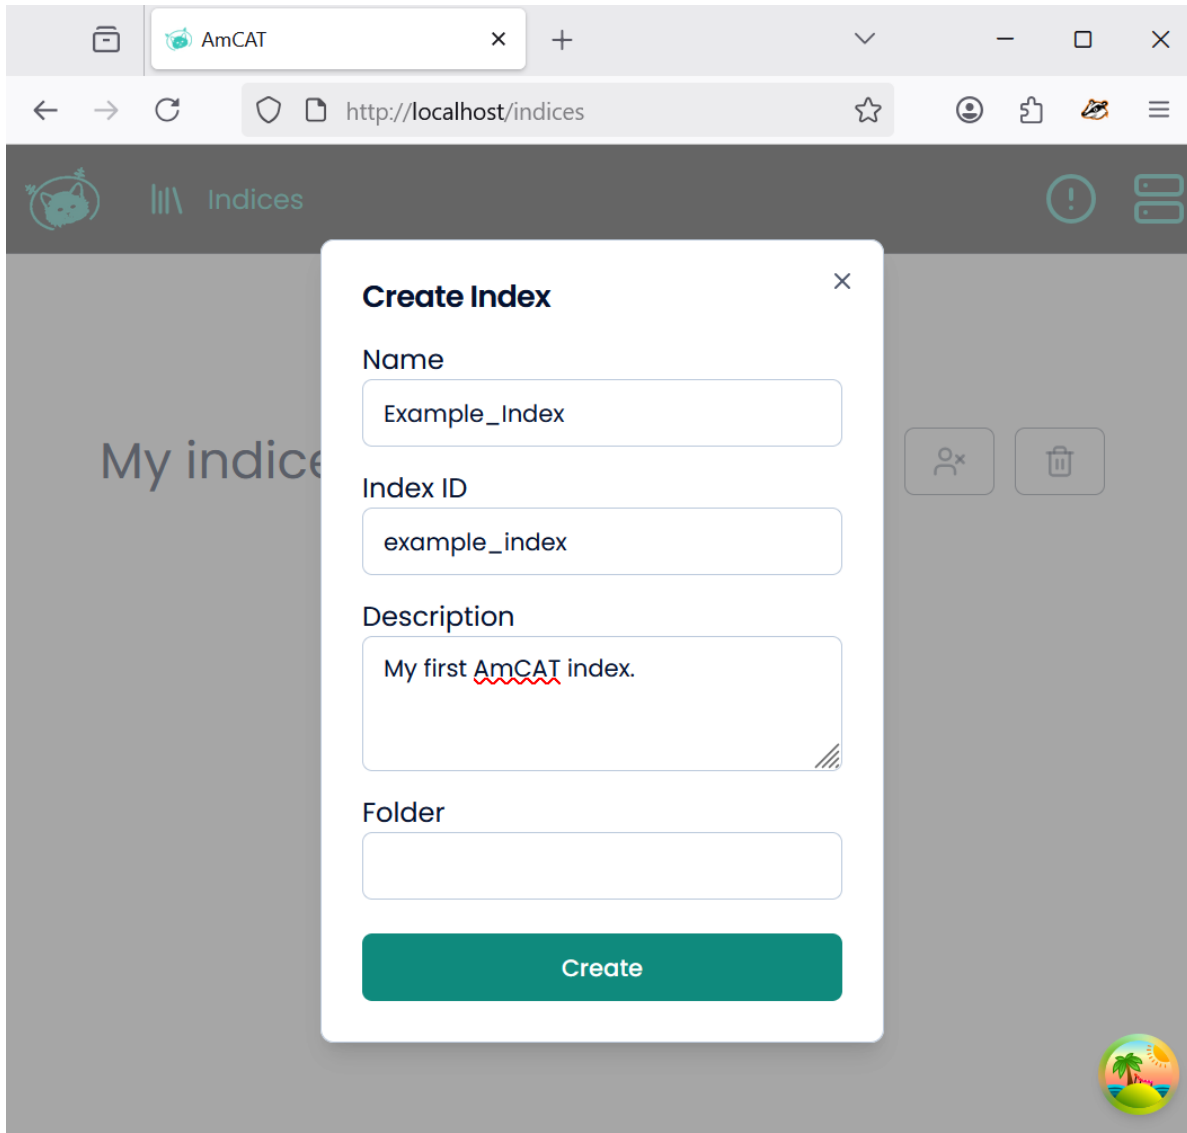 AmCAT
http://localhost/indices
Indices
Create Index
Name
Example_Index
My indice
Index ID
example_index
Description
My first AmCAT index.
Folder
Create